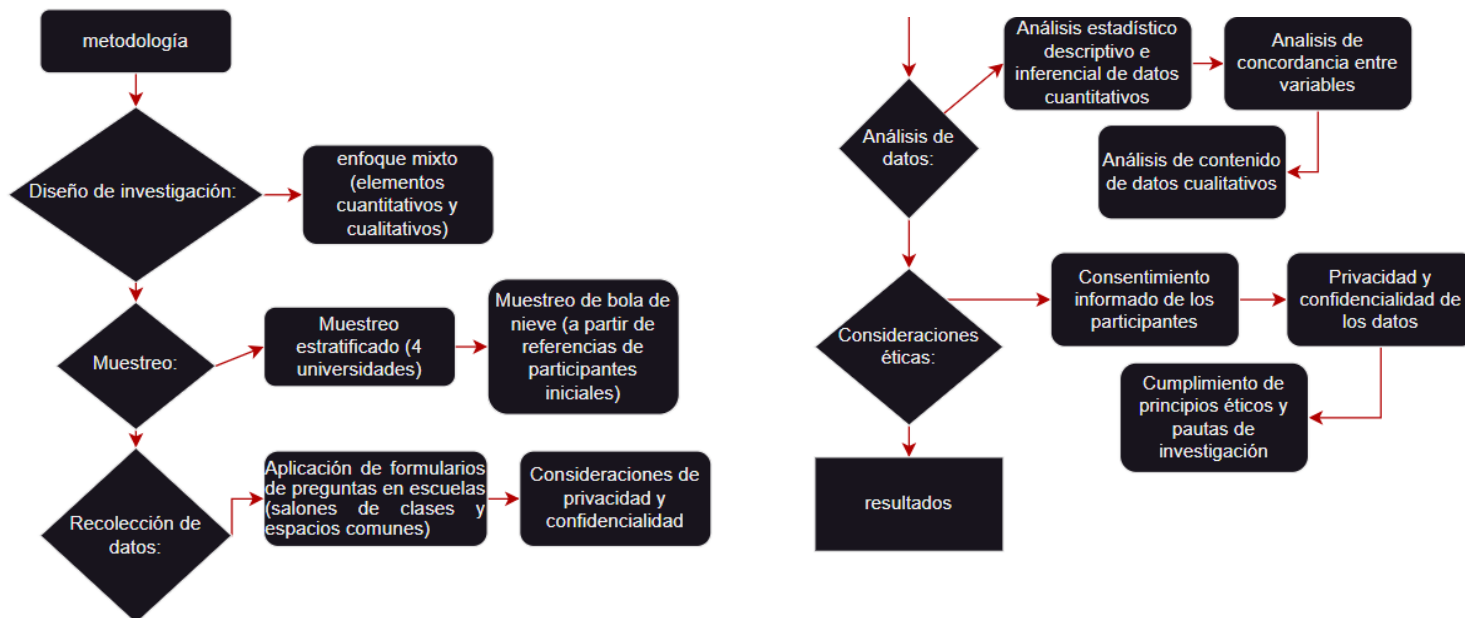 metodología
Diseño de investigación:
enfoque mixto
(elementos
cuantitativos y
cualitativos)
Muestreo:
Muestreo
estratificado (4
universidades)
Muestreo de bola de
nieve (a partir de
referencias de
participantes
iniciales)
Recolección de
datos:
Aplicación de formularios
de preguntas en escuelas
(salones de clases y
espacios comunes)
Consideraciones de
privacidad y
confidencialidad
Análisis de
datos:
Análisis estadístico
descriptivo e
inferencial de datos
cuantitativos
Analisis de
concordancia entre
variables
Análisis de contenido
de datos cualitativos
Consideraciones
éticas:
Consentimiento
informado de los
participantes
Privacidad y
confidencialidad de
los datos
Cumplimiento de
principios éticos y
pautas de
investigación
resultados